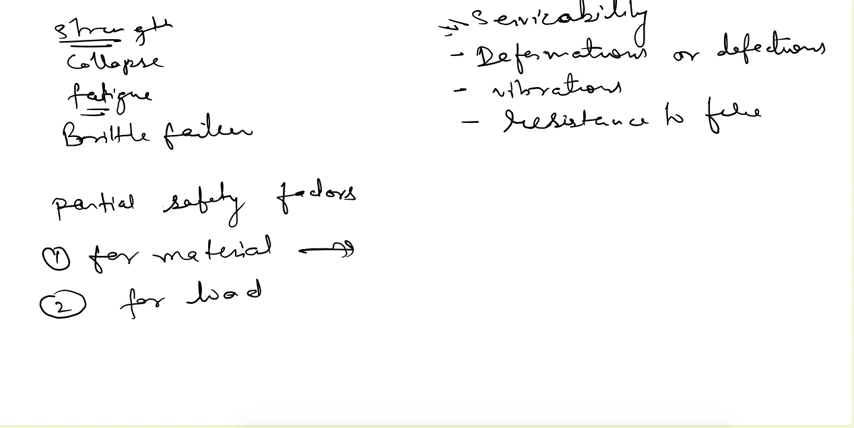 Strength
Collapse
fatigue
Brittle failure
Servicability
- Deformations or deflections
- vibrations
- resistance to fire
partial safety factors
① for material →
② for load